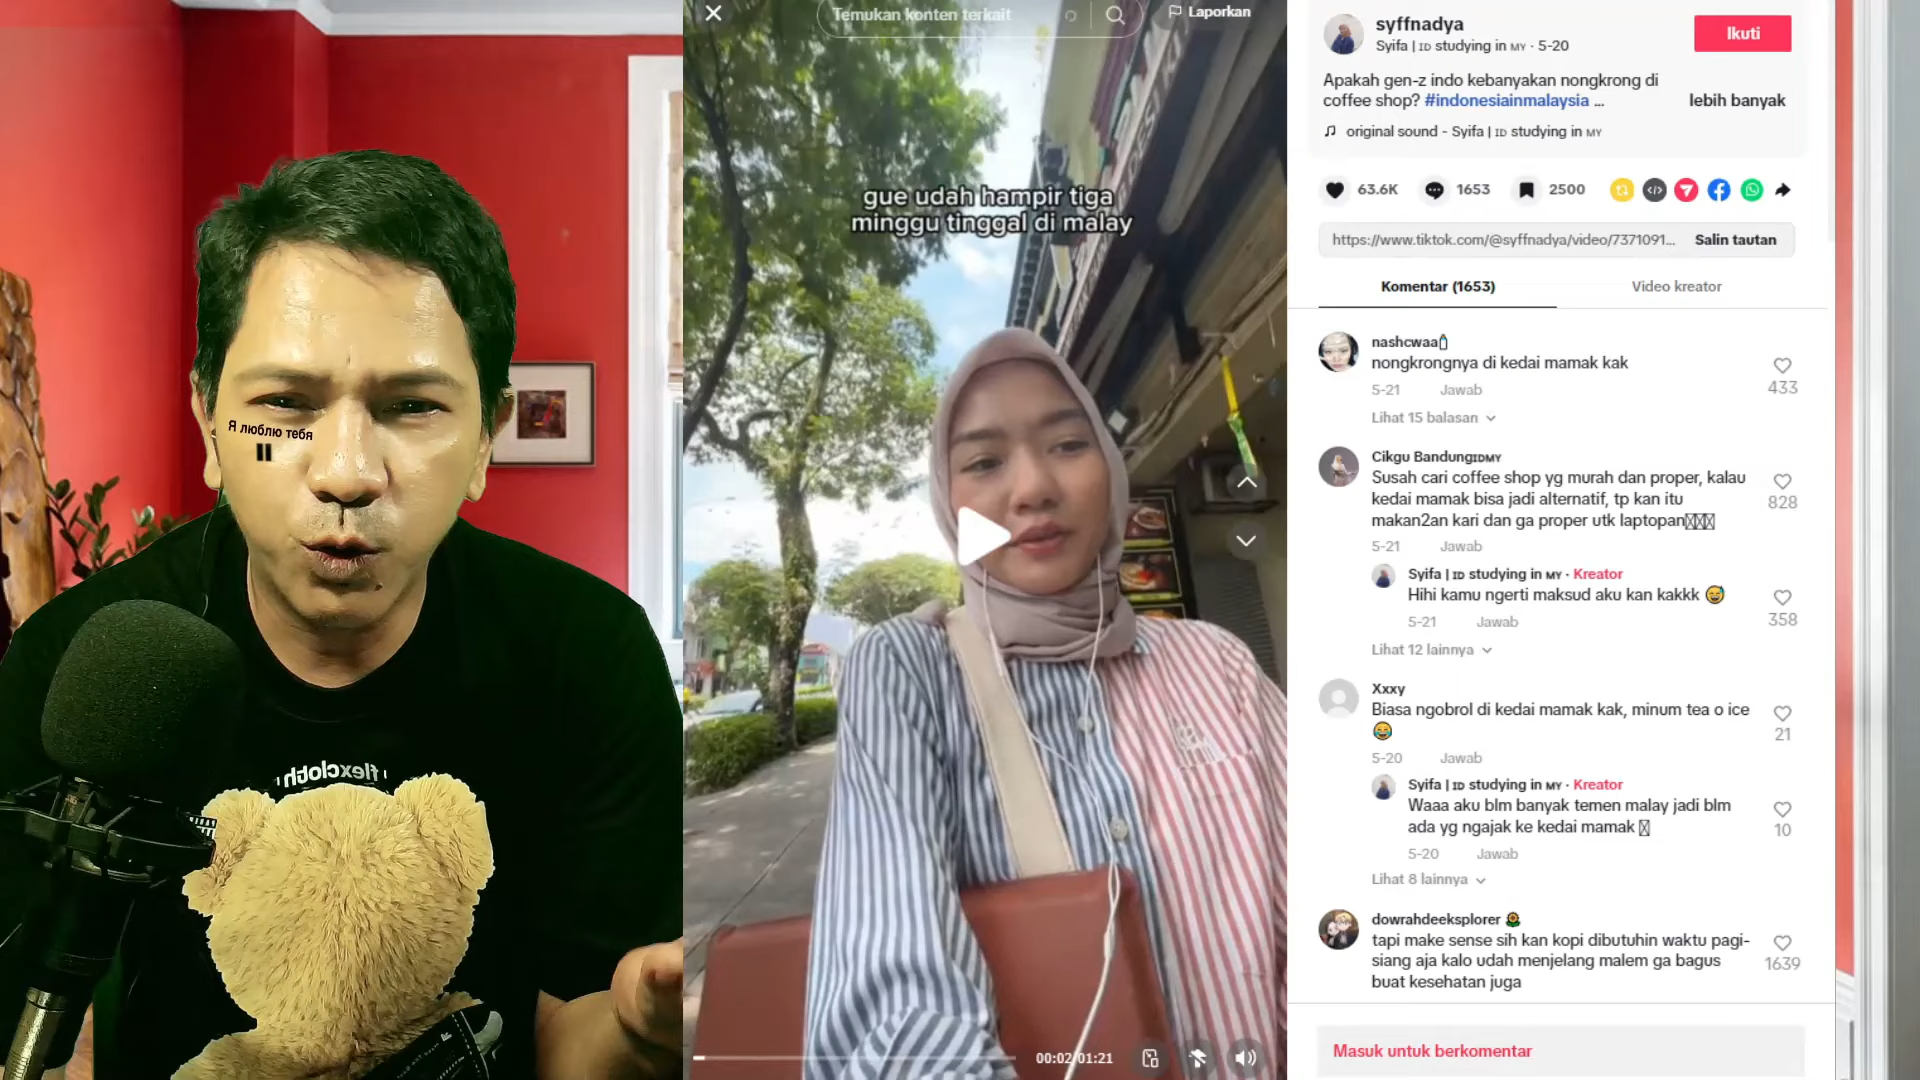 Я люблю тебя
flexcloth
Temukan konten terkait
Laporkan
gue udah hampir tiga
minggu tinggal di malay
00:02/01:21
syffnadya
Syifa | ID studying in MY · 5-20
Ikuti
Apakah gen-z indo kebanyakan nongkrong di
coffee shop? #indonesiainmalaysia ...
lebih banyak
original sound - Syifa | ID studying in MY
63.6K
1653
2500
https://www.tiktok.com/@syffnadya/video/7371091...
Salin tautan
Komentar (1653)
Video kreator
nashcwaa
nongkrongnya di kedai mamak kak
433
5-21 Jawab
Lihat 15 balasan
Cikgu BandungIDMY
Susah cari coffee shop yg murah dan proper, kalau
kedai mamak bisa jadi alternatif, tp kan itu
makan2an kari dan ga proper utk laptopan
828
5-21 Jawab
Syifa | ID studying in MY · Kreator
Hihi kamu ngerti maksud aku kan kakkk 😅
358
5-21 Jawab
Lihat 12 lainnya
Xxxy
Biasa ngobrol di kedai mamak kak, minum tea o ice
😂
21
5-20 Jawab
Syifa | ID studying in MY · Kreator
Waaa aku blm banyak temen malay jadi blm
ada yg ngajak ke kedai mamak
10
5-20 Jawab
Lihat 8 lainnya
dowrahdeeksplorer 🌻
tapi make sense sih kan kopi dibutuhin waktu pagi-
siang aja kalo udah menjelang malem ga bagus
buat kesehatan juga
1639
Masuk untuk berkomentar